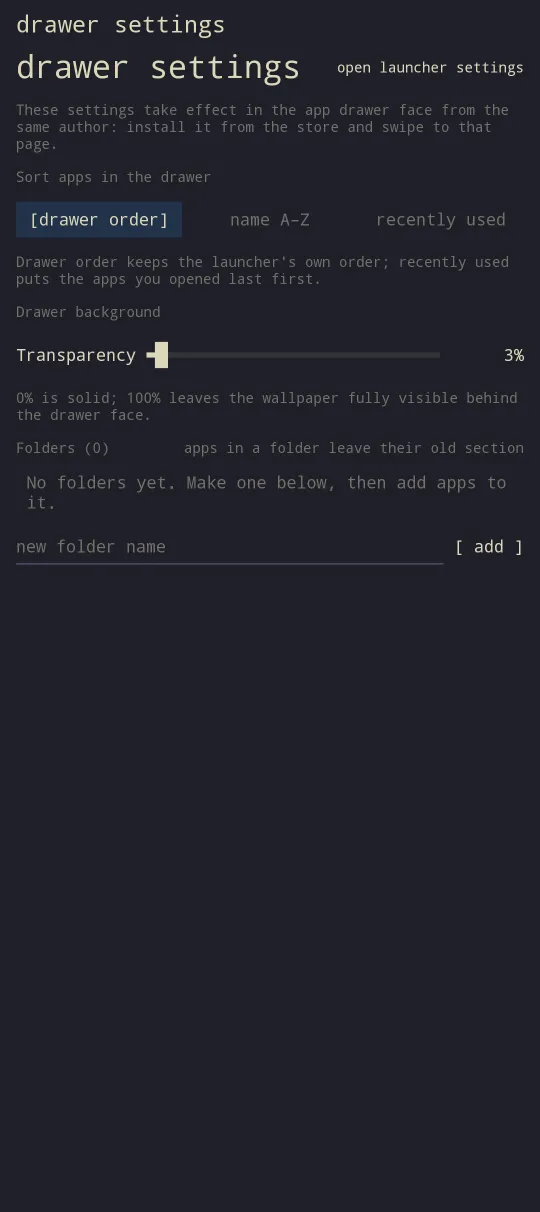 drawer settings
drawer settings
open launcher settings
These settings take effect in the app drawer face from the
same author: install it from the store and swipe to that
page.
Sort apps in the drawer
[drawer order]
name A–Z
recently used
Drawer order keeps the launcher's own order; recently used
puts the apps you opened last first.
Drawer background
Transparency
3%
0% is solid; 100% leaves the wallpaper fully visible behind
the drawer face.
Folders (0)
apps in a folder leave their old section
No folders yet. Make one below, then add apps to
it.
new folder name
[ add ]